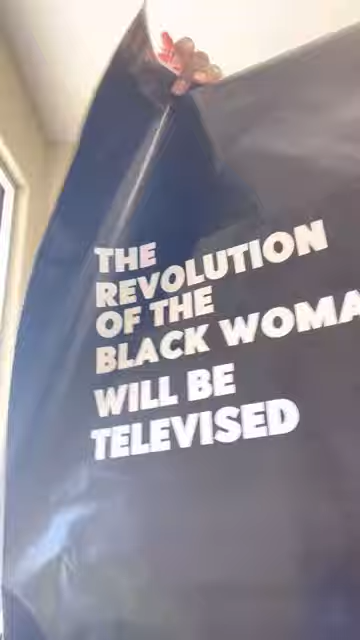 THE
REVOLUTION
OF THE
BLACK WOMA
WILL BE
TELEVISED